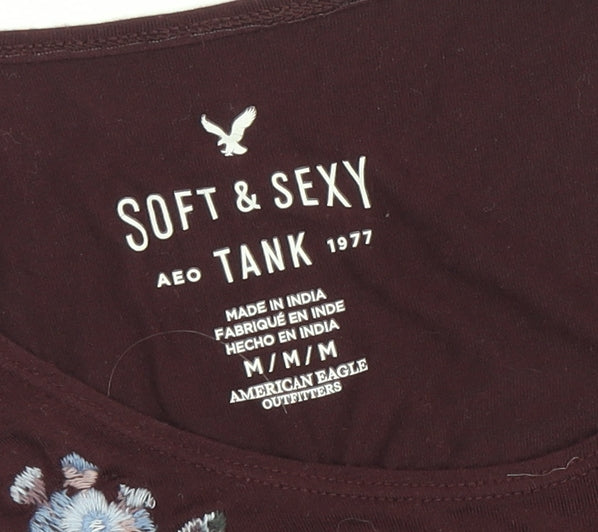 SOFT & SEXY
AEO TANK 1977
MADE IN INDIA
FABRIQUÉ EN INDE
HECHO EN INDIA
M/M/M
AMERICAN EAGLE
OUTFITTERS